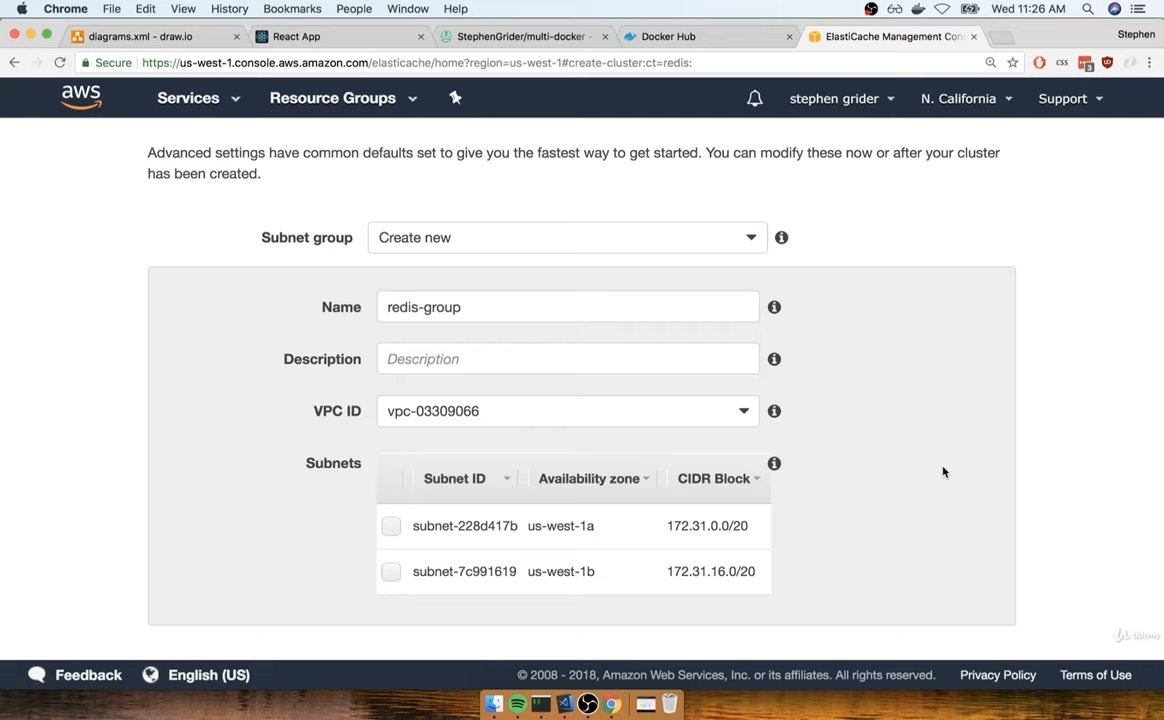 Chrome File Edit View History Bookmarks People Window Help Wed 11:26 AM
diagrams.xml - draw.io React App StephenGrider/multi-docker - Docker Hub ElastiCache Management Con Stephen
Secure https://us-west-1.console.aws.amazon.com/elasticache/home?region=us-west-1#create-cluster:ct=redis: CSS 3
aws Services Resource Groups stephen grider N. California Support
Advanced settings have common defaults set to give you the fastest way to get started. You can modify these now or after your cluster
has been created.
Subnet group Create new
Name redis-group
Description Description
VPC ID vpc-03309066
Subnets
Subnet ID Availability zone CIDR Block
subnet-228d417b us-west-1a 172.31.0.0/20
subnet-7c991619 us-west-1b 172.31.16.0/20
Udemy
Feedback English (US) © 2008 - 2018, Amazon Web Services, Inc. or its affiliates. All rights reserved. Privacy Policy Terms of Use